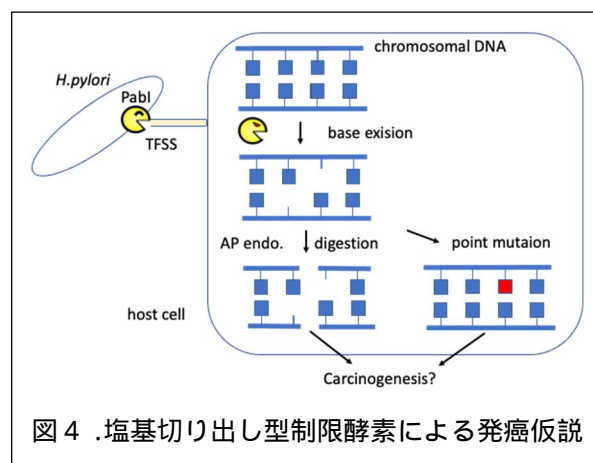 chromosomal DNA
H.pylori
PabI
TFSS
base exision
AP endo. digestion
point mutaion
host cell
Carcinogenesis?
図４ .塩基切り出し型制限酵素による発癌仮説